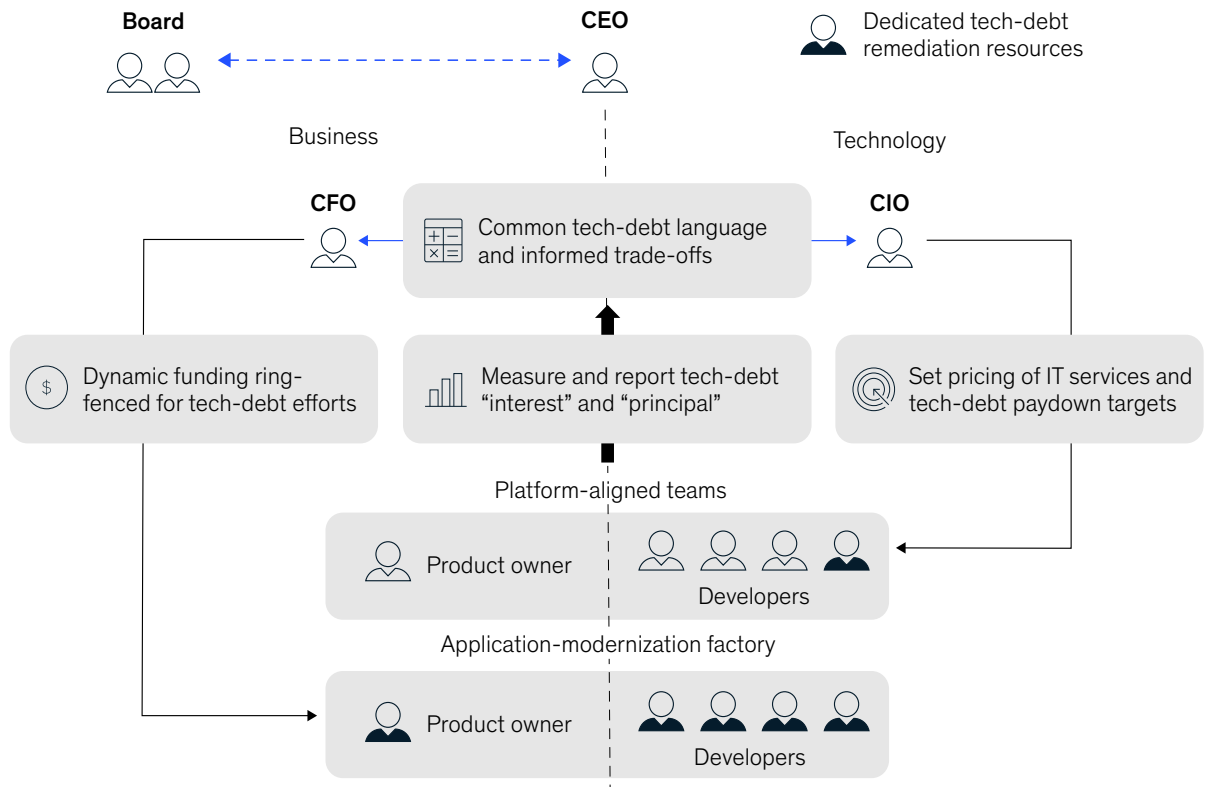 Board
CEO
Dedicated tech-debt
remediation resources
Business
Technology
CFO
CIO
Common tech-debt language
and informed trade-offs
Dynamic funding ring-
fenced for tech-debt efforts
Measure and report tech-debt
“interest” and “principal”
Set pricing of IT services and
tech-debt paydown targets
Platform-aligned teams
Product owner
Developers
Application-modernization factory
Product owner
Developers